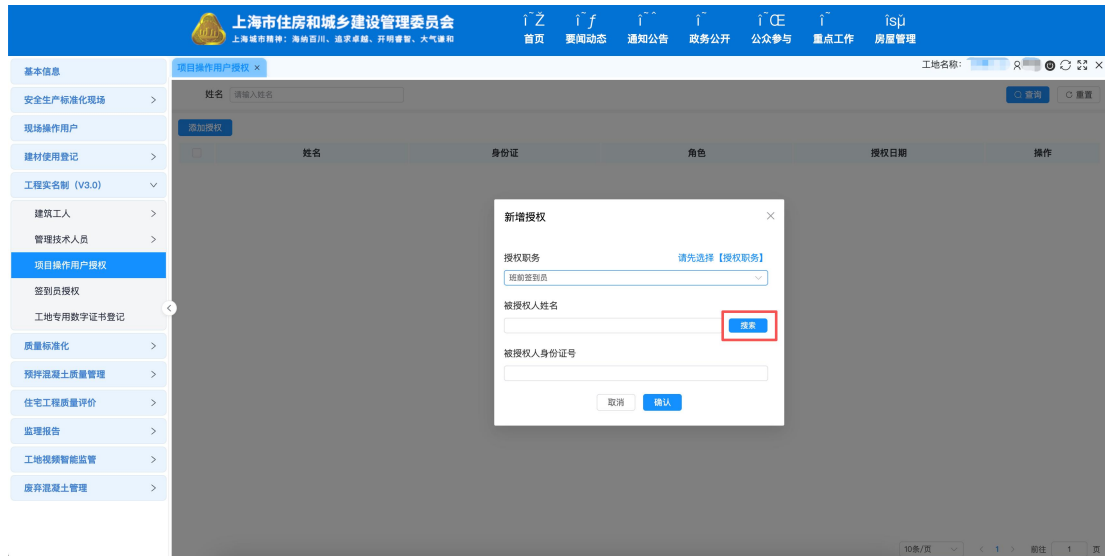 上海市住房和城乡建设管理委员会
上海城市精神：海纳百川、追求卓越、开明睿智、大气谦和
首页 要闻动态 通知公告 政务公开 公众参与 重点工作 房屋管理
项目操作用户授权 ×
工地名称：
基本信息
安全生产标准化现场
现场操作用户
建材使用登记
工程实名制（V3.0）
建筑工人
管理技术人员
项目操作用户授权
签到员授权
工地专用数字证书登记
质量标准化
预拌混凝土质量管理
住宅工程质量评价
监理报告
工地视频智能监管
废弃混凝土管理
姓名 请输入姓名 查询 重置
添加授权
姓名 身份证 角色 授权日期 操作
新增授权
授权职务 请先选择【授权职务】
班前签到员
被授权人姓名
搜索
被授权人身份证号
取消 确认
10条/页 1 前往 1 页